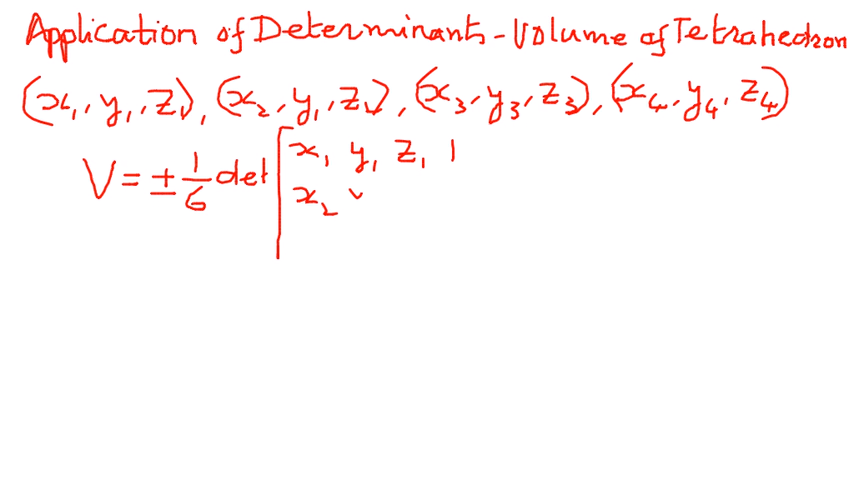 Application of Determinants - Volume of Tetrahedron
(x₁, y₁, z₁), (x₂, y₁, z₂), (x₃, y₃, z₃), (x₄, y₄, z₄)
V = ± 1/6 det [ x₁ y₁ z₁ 1
x₂